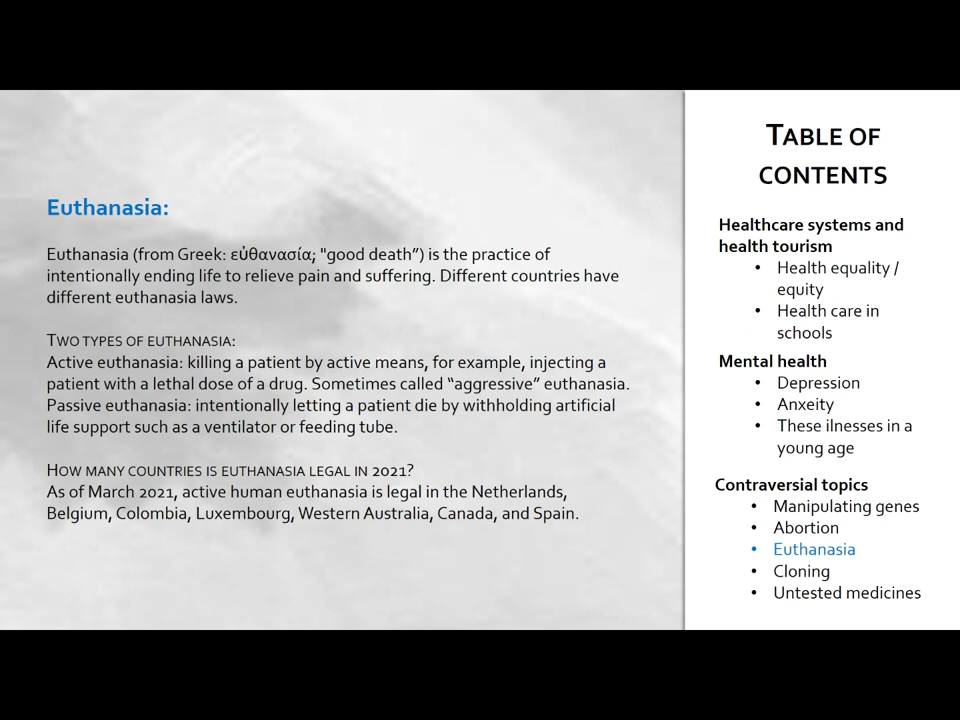 Euthanasia:
Euthanasia (from Greek: εὐθανασία; "good death”) is the practice of
intentionally ending life to relieve pain and suffering. Different countries have
different euthanasia laws.
TWO TYPES OF EUTHANASIA:
Active euthanasia: killing a patient by active means, for example, injecting a
patient with a lethal dose of a drug. Sometimes called “aggressive” euthanasia.
Passive euthanasia: intentionally letting a patient die by withholding artificial
life support such as a ventilator or feeding tube.
HOW MANY COUNTRIES IS EUTHANASIA LEGAL IN 2021?
As of March 2021, active human euthanasia is legal in the Netherlands,
Belgium, Colombia, Luxembourg, Western Australia, Canada, and Spain.
TABLE OF
CONTENTS
Healthcare systems and
health tourism
• Health equality /
equity
• Health care in
schools
Mental health
• Depression
• Anxeity
• These ilnesses in a
young age
Contraversial topics
• Manipulating genes
• Abortion
• Euthanasia
• Cloning
• Untested medicines